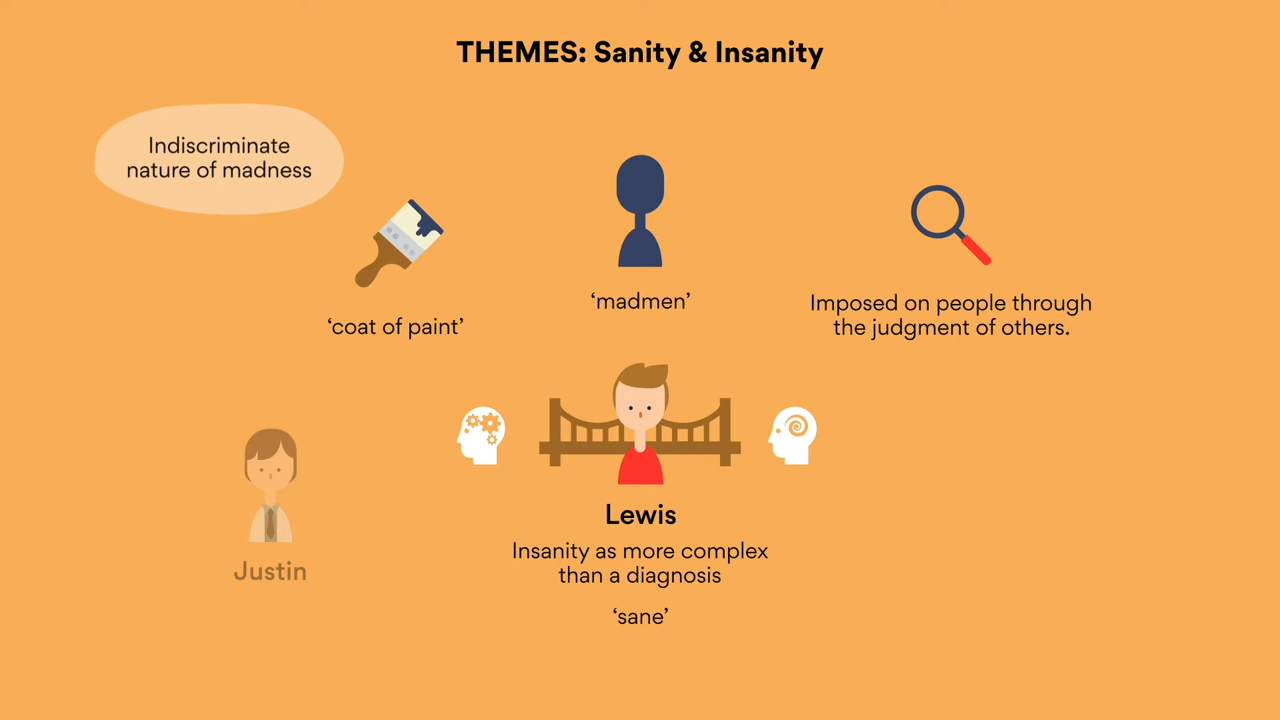 THEMES: Sanity & Insanity
Indiscriminate
nature of madness
‘coat of paint’
‘madmen’
Imposed on people through
the judgment of others.
Justin
Lewis
Insanity as more complex
than a diagnosis
‘sane’